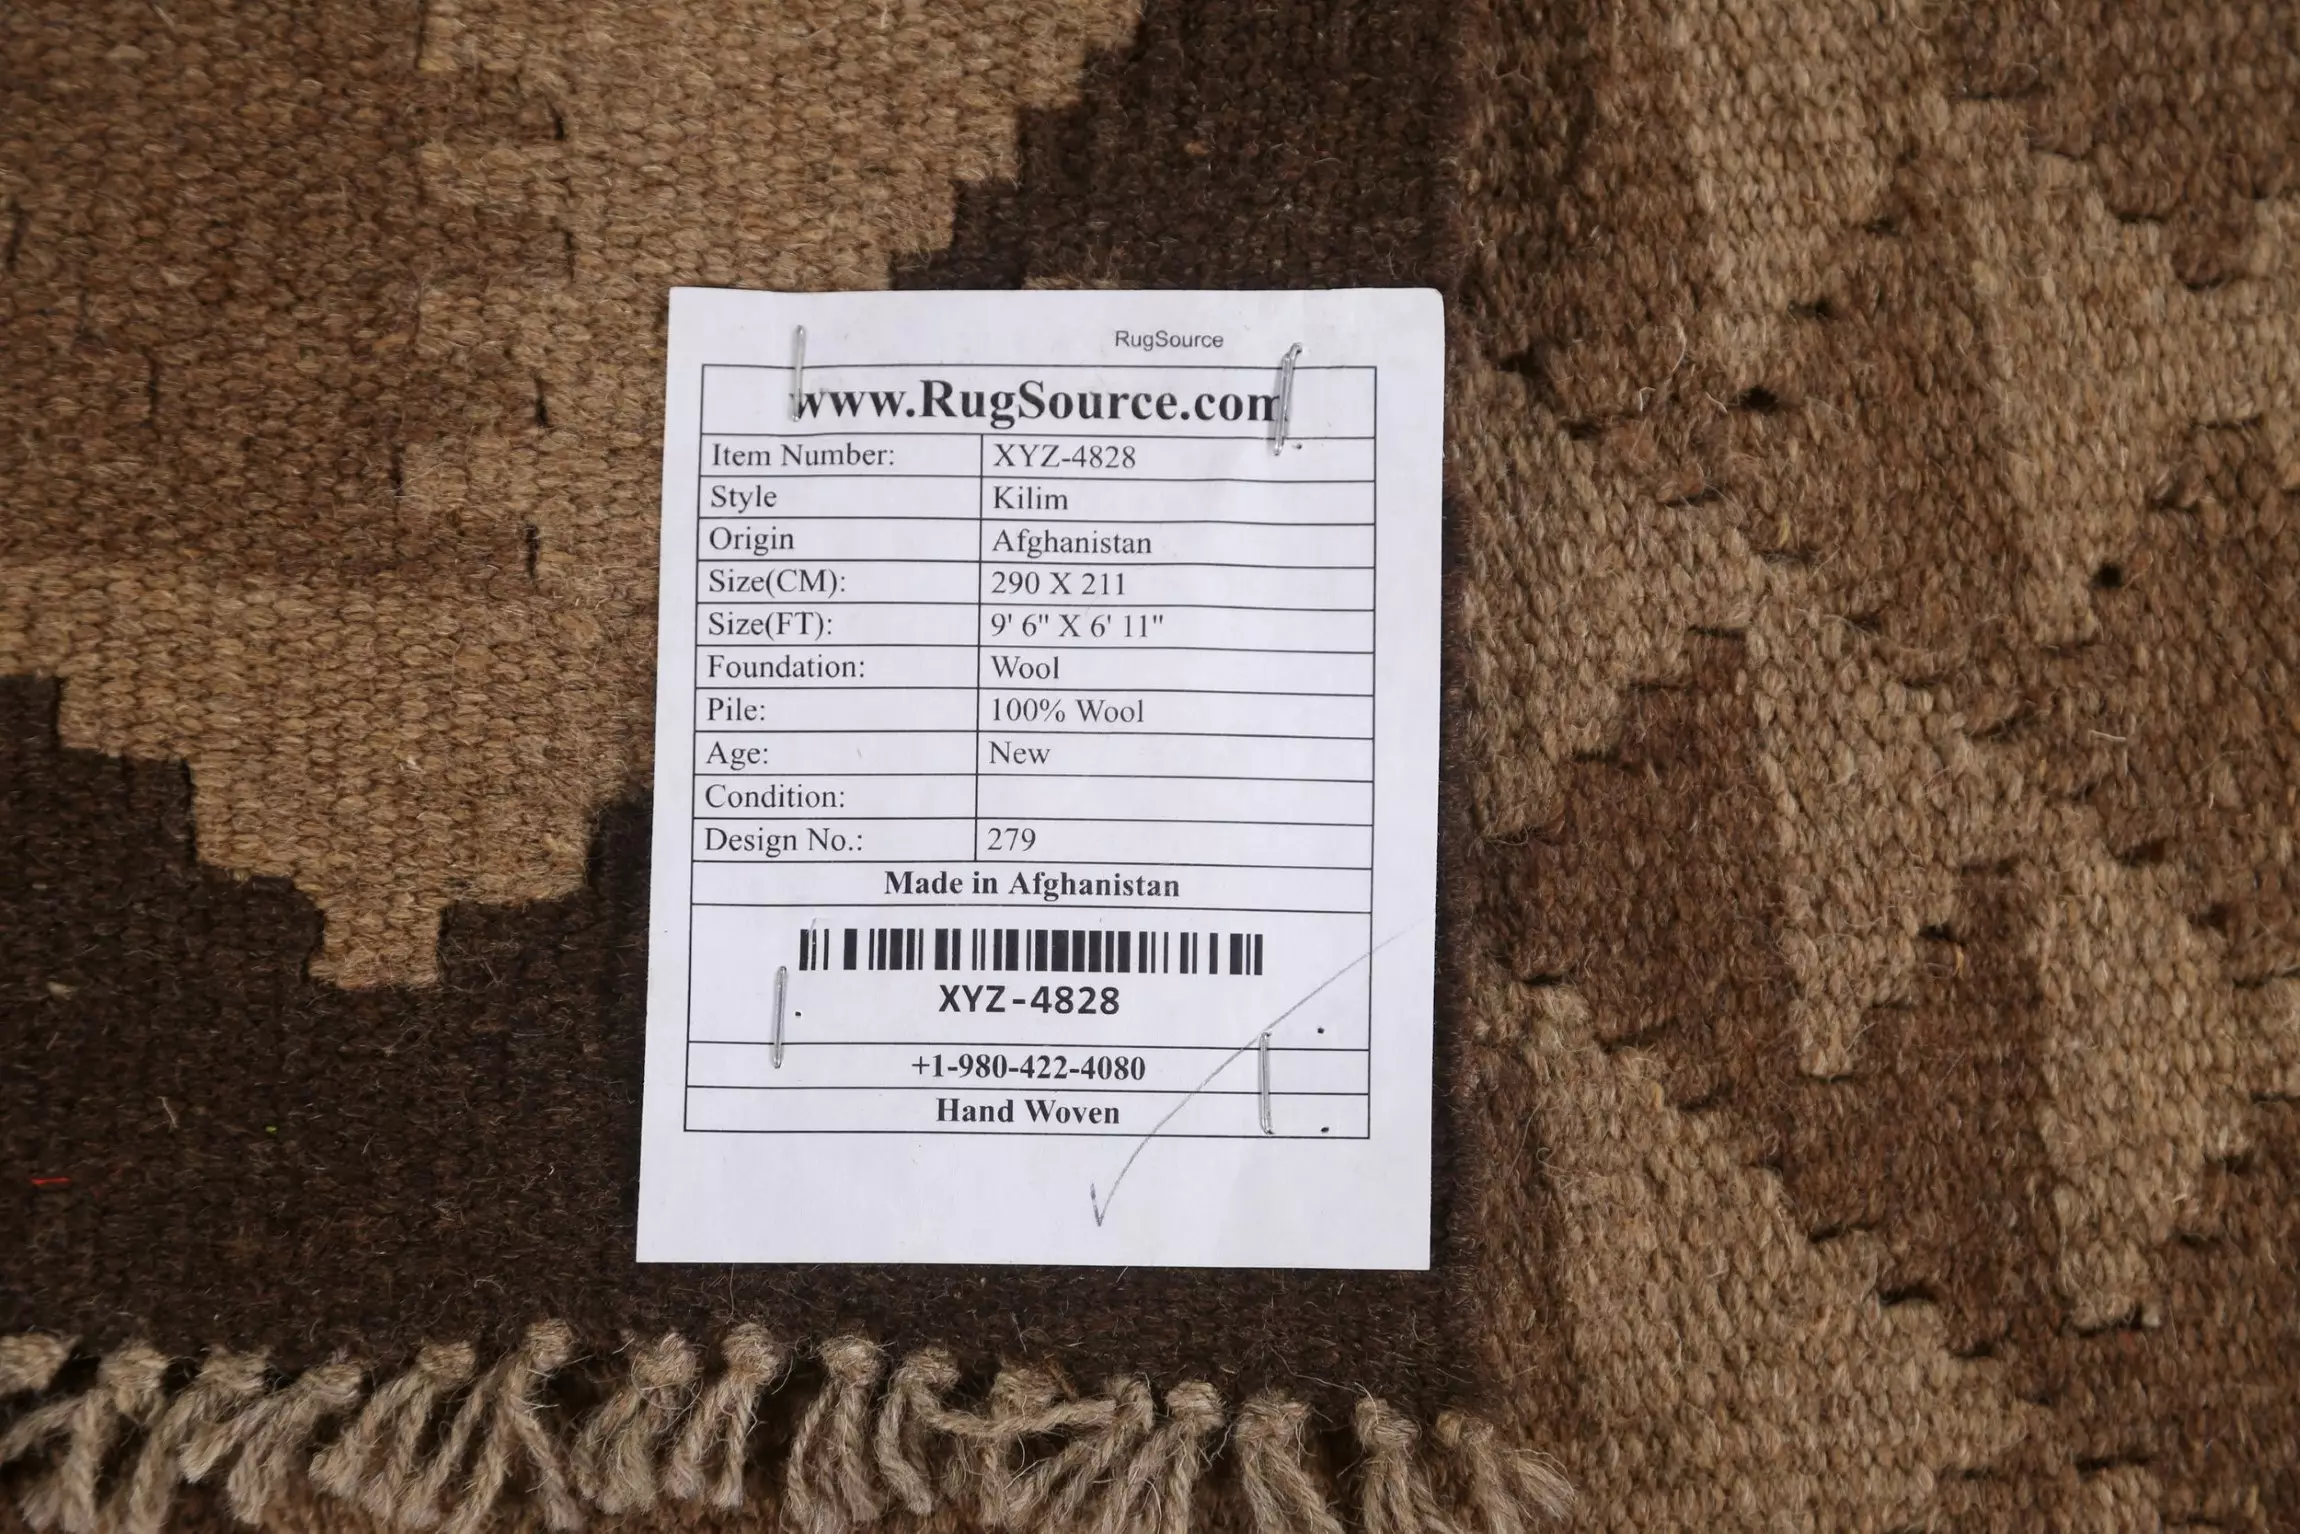 RugSource
www.RugSource.com
Item Number: XYZ-4828
Style Kilim
Origin Afghanistan
Size(CM): 290 X 211
Size(FT): 9' 6" X 6' 11"
Foundation: Wool
Pile: 100% Wool
Age: New
Condition:
Design No.: 279
Made in Afghanistan
XYZ-4828
+1-980-422-4080
Hand Woven